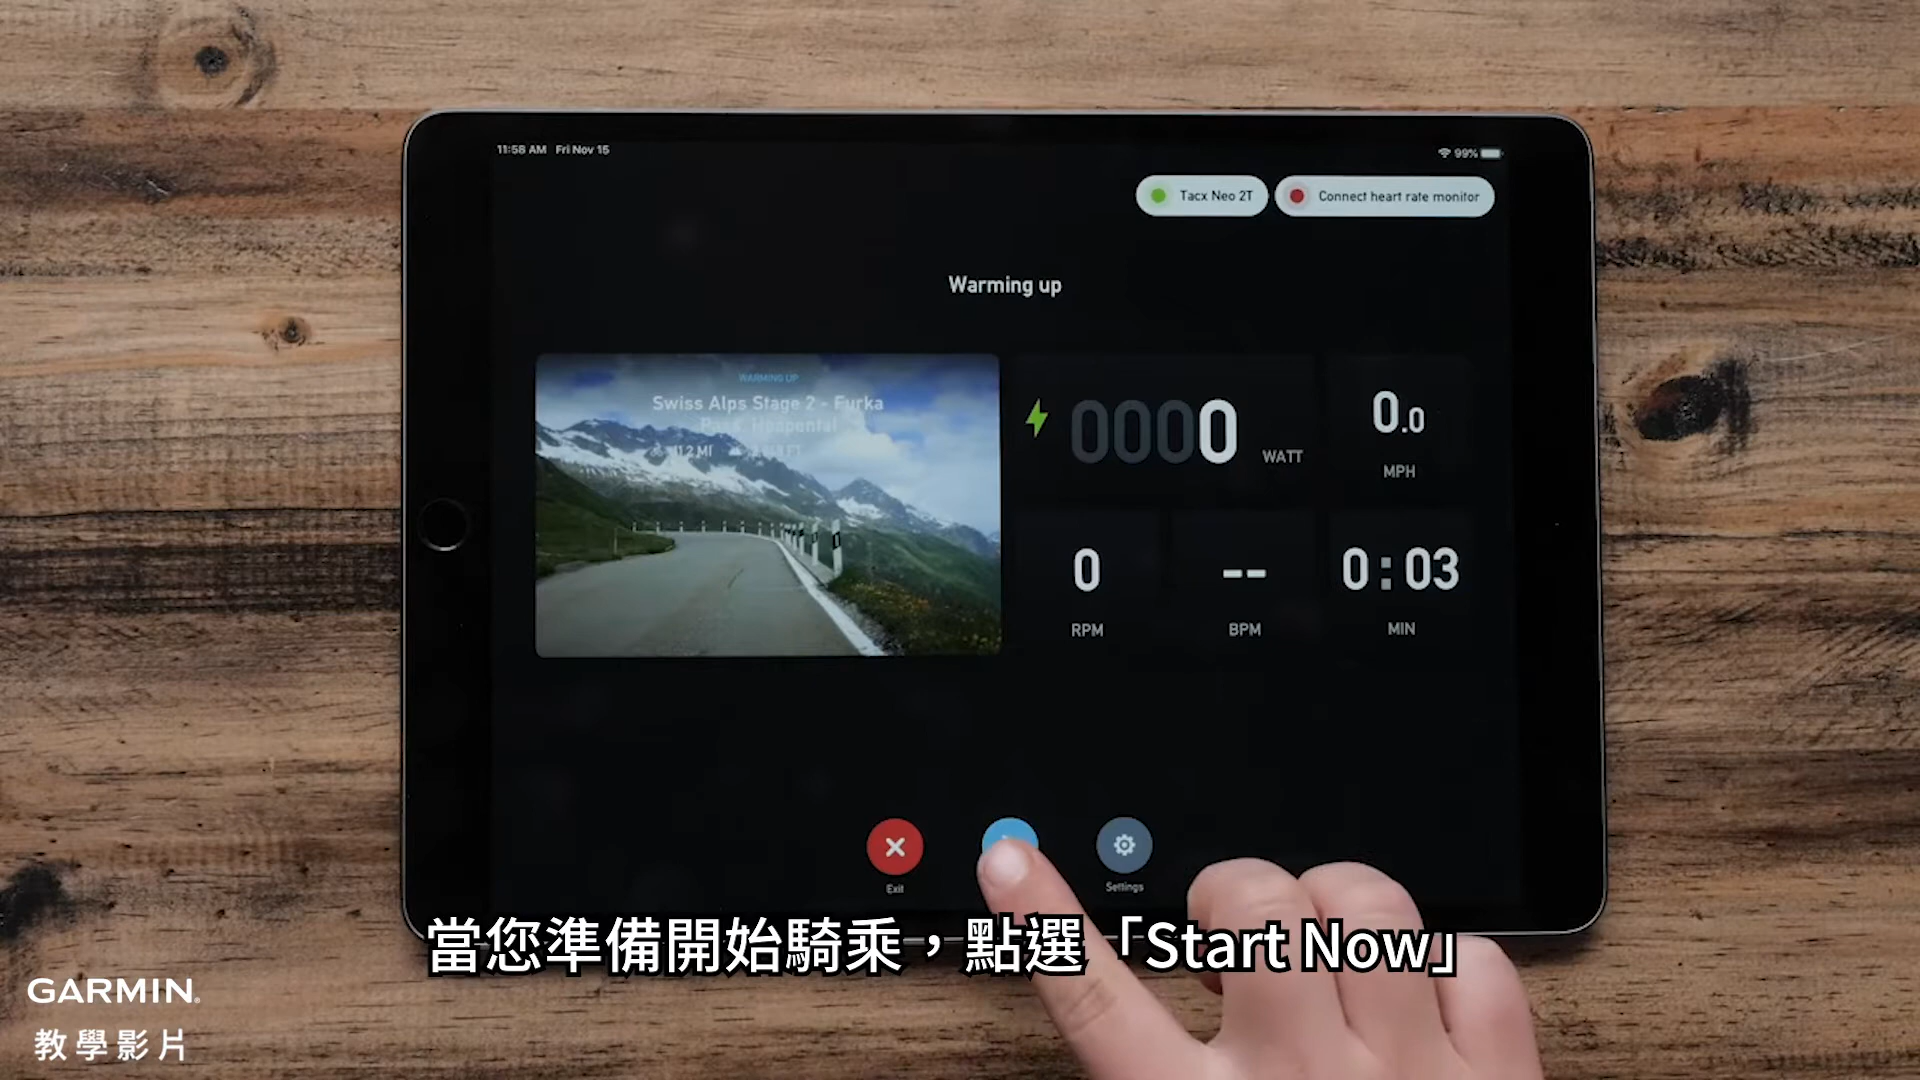 11:58 AM Fri Nov 15
99%
Tacx Neo 2T
Connect heart rate monitor
Warming up
WARMING UP
Swiss Alps Stage 2 - Furka
0000 WATT
0.0
MPH
0
RPM
--
BPM
0:03
MIN
Exit
Settings
當您準備開始騎乘，點選「Start Now」
GARMIN
教學影片